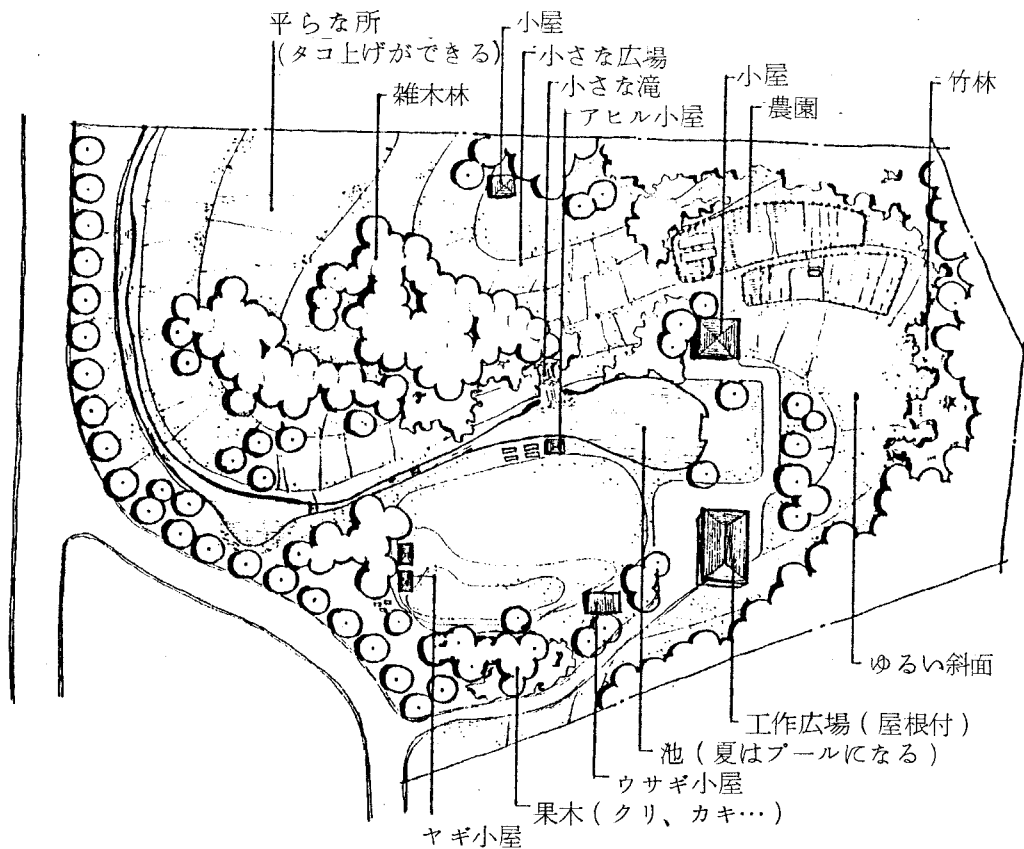 平らな所
(タコ上げができる)
小屋
小さな広場
小さな滝
雑木林
アヒル小屋
小屋
農園
竹林
ゆるい斜面
工作広場(屋根付)
池(夏はプールになる)
ウサギ小屋
果木(クリ、カキ…)
ヤギ小屋